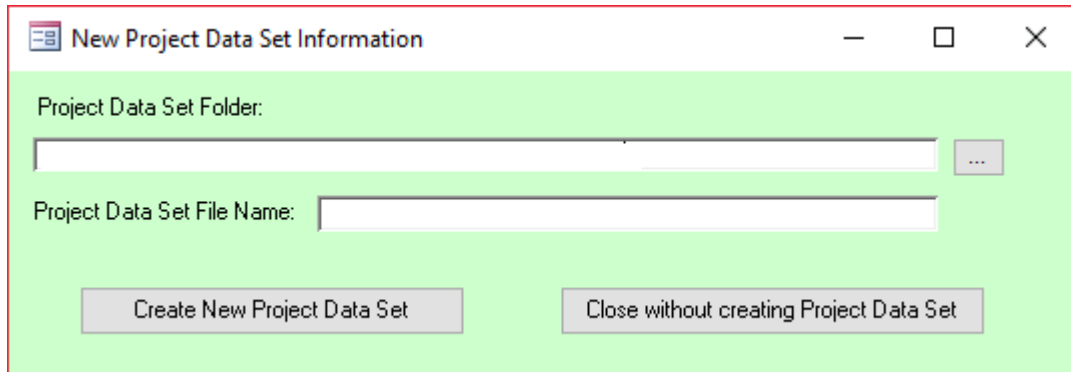 New Project Data Set Information
Project Data Set Folder:
...
Project Data Set File Name:
Create New Project Data Set
Close without creating Project Data Set